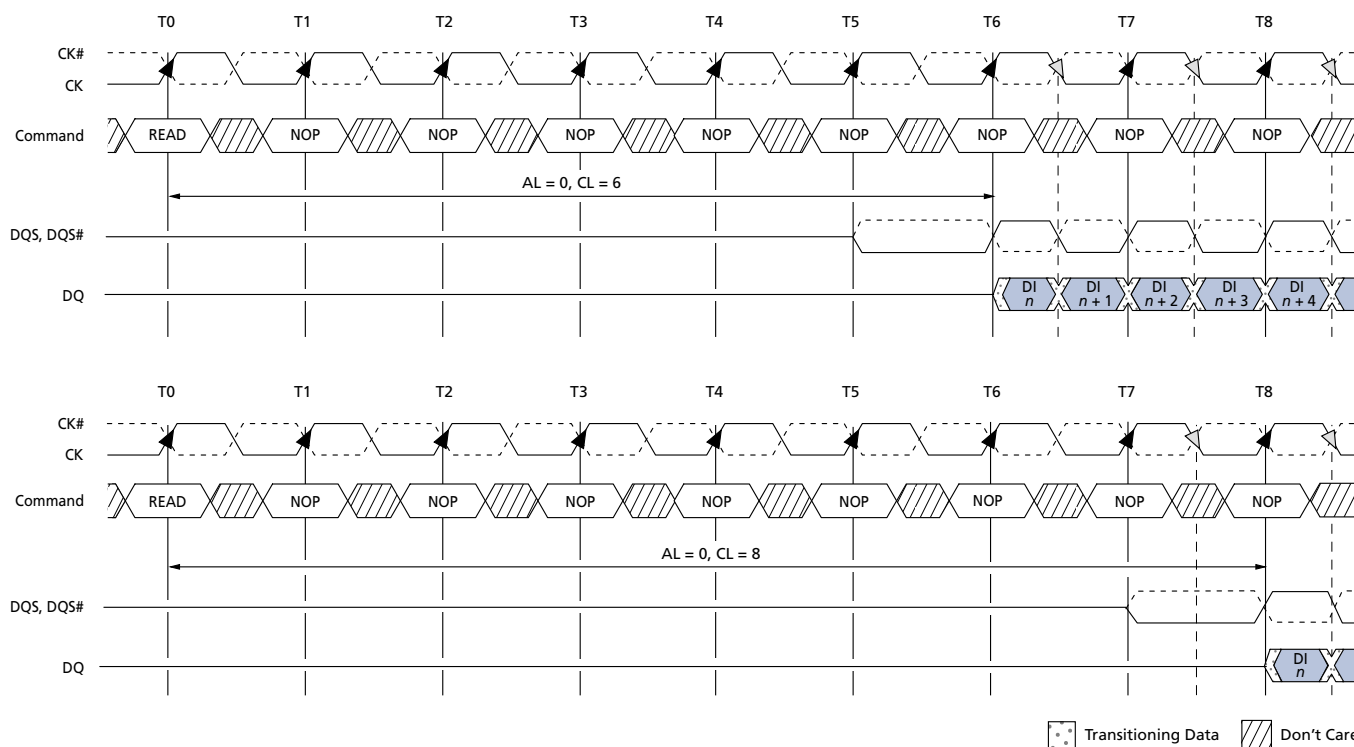 T0 T1 T2 T3 T4 T5 T6 T7 T8
CK#
CK
Command READ NOP NOP NOP NOP NOP NOP NOP NOP
AL = 0, CL = 6
DQS, DQS#
DQ DI n DI n + 1 DI n + 2 DI n + 3 DI n + 4
T0 T1 T2 T3 T4 T5 T6 T7 T8
CK#
CK
Command READ NOP NOP NOP NOP NOP NOP NOP NOP
AL = 0, CL = 8
DQS, DQS#
DQ DI n
Transitioning Data Don't Care